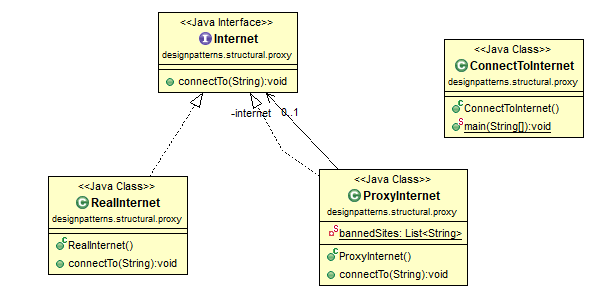 <<Java Interface>>
Internet
designpatterns.structural.proxy
connectTo(String):void
<<Java Class>>
ConnectToInternet
designpatterns.structural.proxy
ConnectToInternet()
main(String[]):void
-internet 0..1
<<Java Class>>
RealInternet
designpatterns.structural.proxy
RealInternet()
connectTo(String):void
<<Java Class>>
ProxyInternet
designpatterns.structural.proxy
bannedSites: List<String>
ProxyInternet()
connectTo(String):void